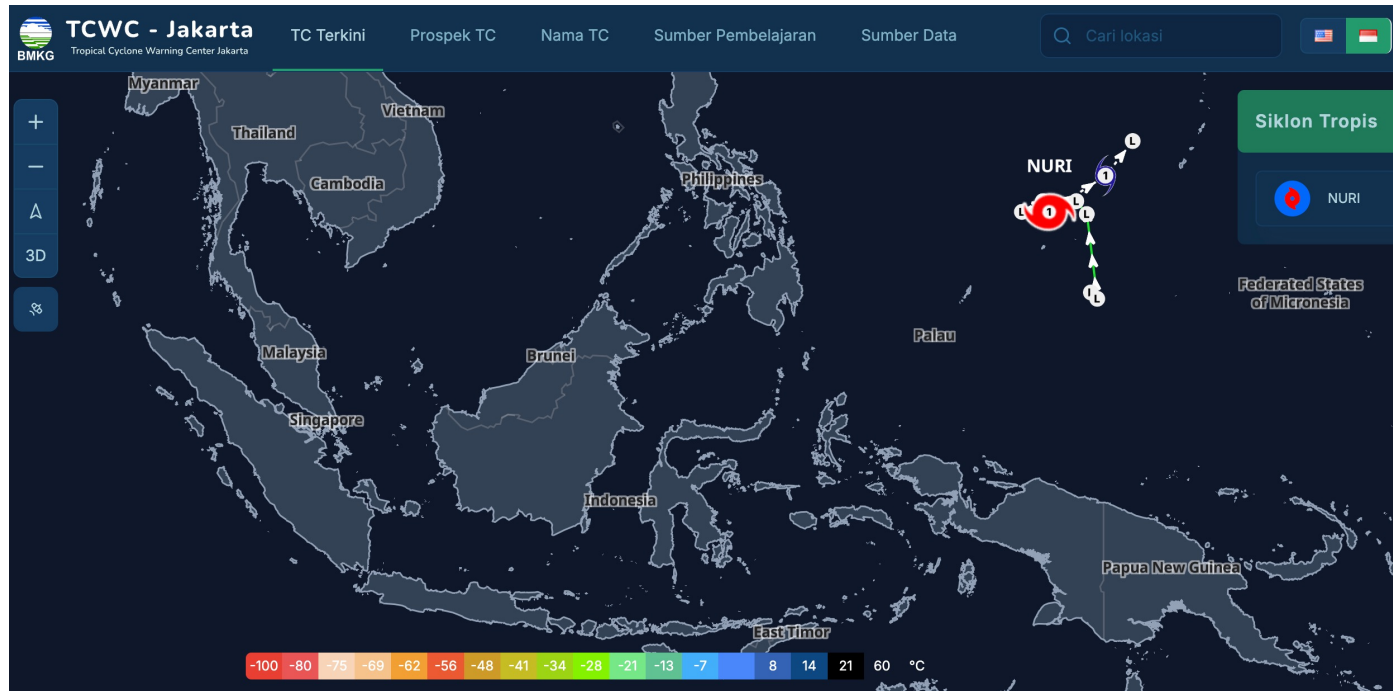 BMKG
TCWC - Jakarta
Tropical Cyclone Warning Center Jakarta
TC Terkini
Prospek TC
Nama TC
Sumber Pembelajaran
Sumber Data
Cari lokasi
+
−
3D
Siklon Tropis
NURI
Myanmar
Vietnam
Thailand
Cambodia
Philippines
NURI
L
1
L
1
L
L
L
L
L
Federated States
of Micronesia
Palau
Malaysia
Brunei
Singapore
Indonesia
Papua New Guinea
East Timor
-100 -80 -75 -69 -62 -56 -48 -41 -34 -28 -21 -13 -7 8 14 21 60 °C